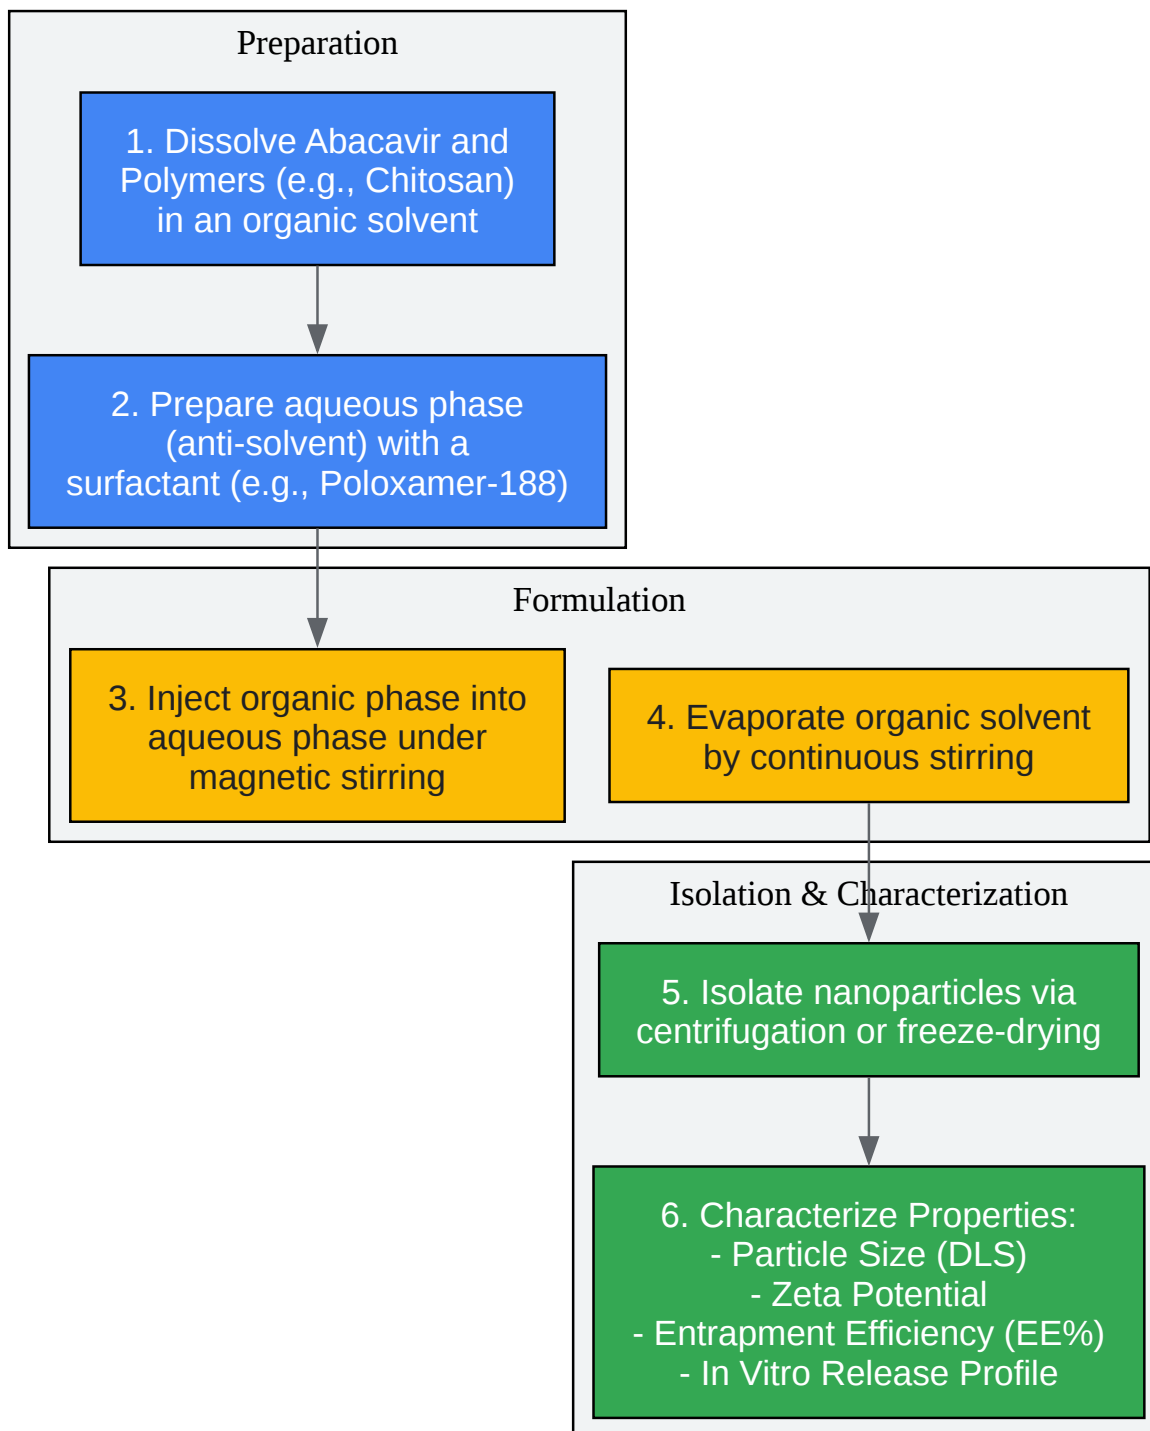 Preparation
1. Dissolve Abacavir and
Polymers (e.g., Chitosan)
in an organic solvent
2. Prepare aqueous phase
(anti-solvent) with a
surfactant (e.g., Poloxamer-188)
Formulation
3. Inject organic phase into
aqueous phase under
magnetic stirring
4. Evaporate organic solvent
by continuous stirring
Isolation & Characterization
5. Isolate nanoparticles via
centrifugation or freeze-drying
6. Characterize Properties:
- Particle Size (DLS)
- Zeta Potential
- Entrapment Efficiency (EE%)
- In Vitro Release Profile